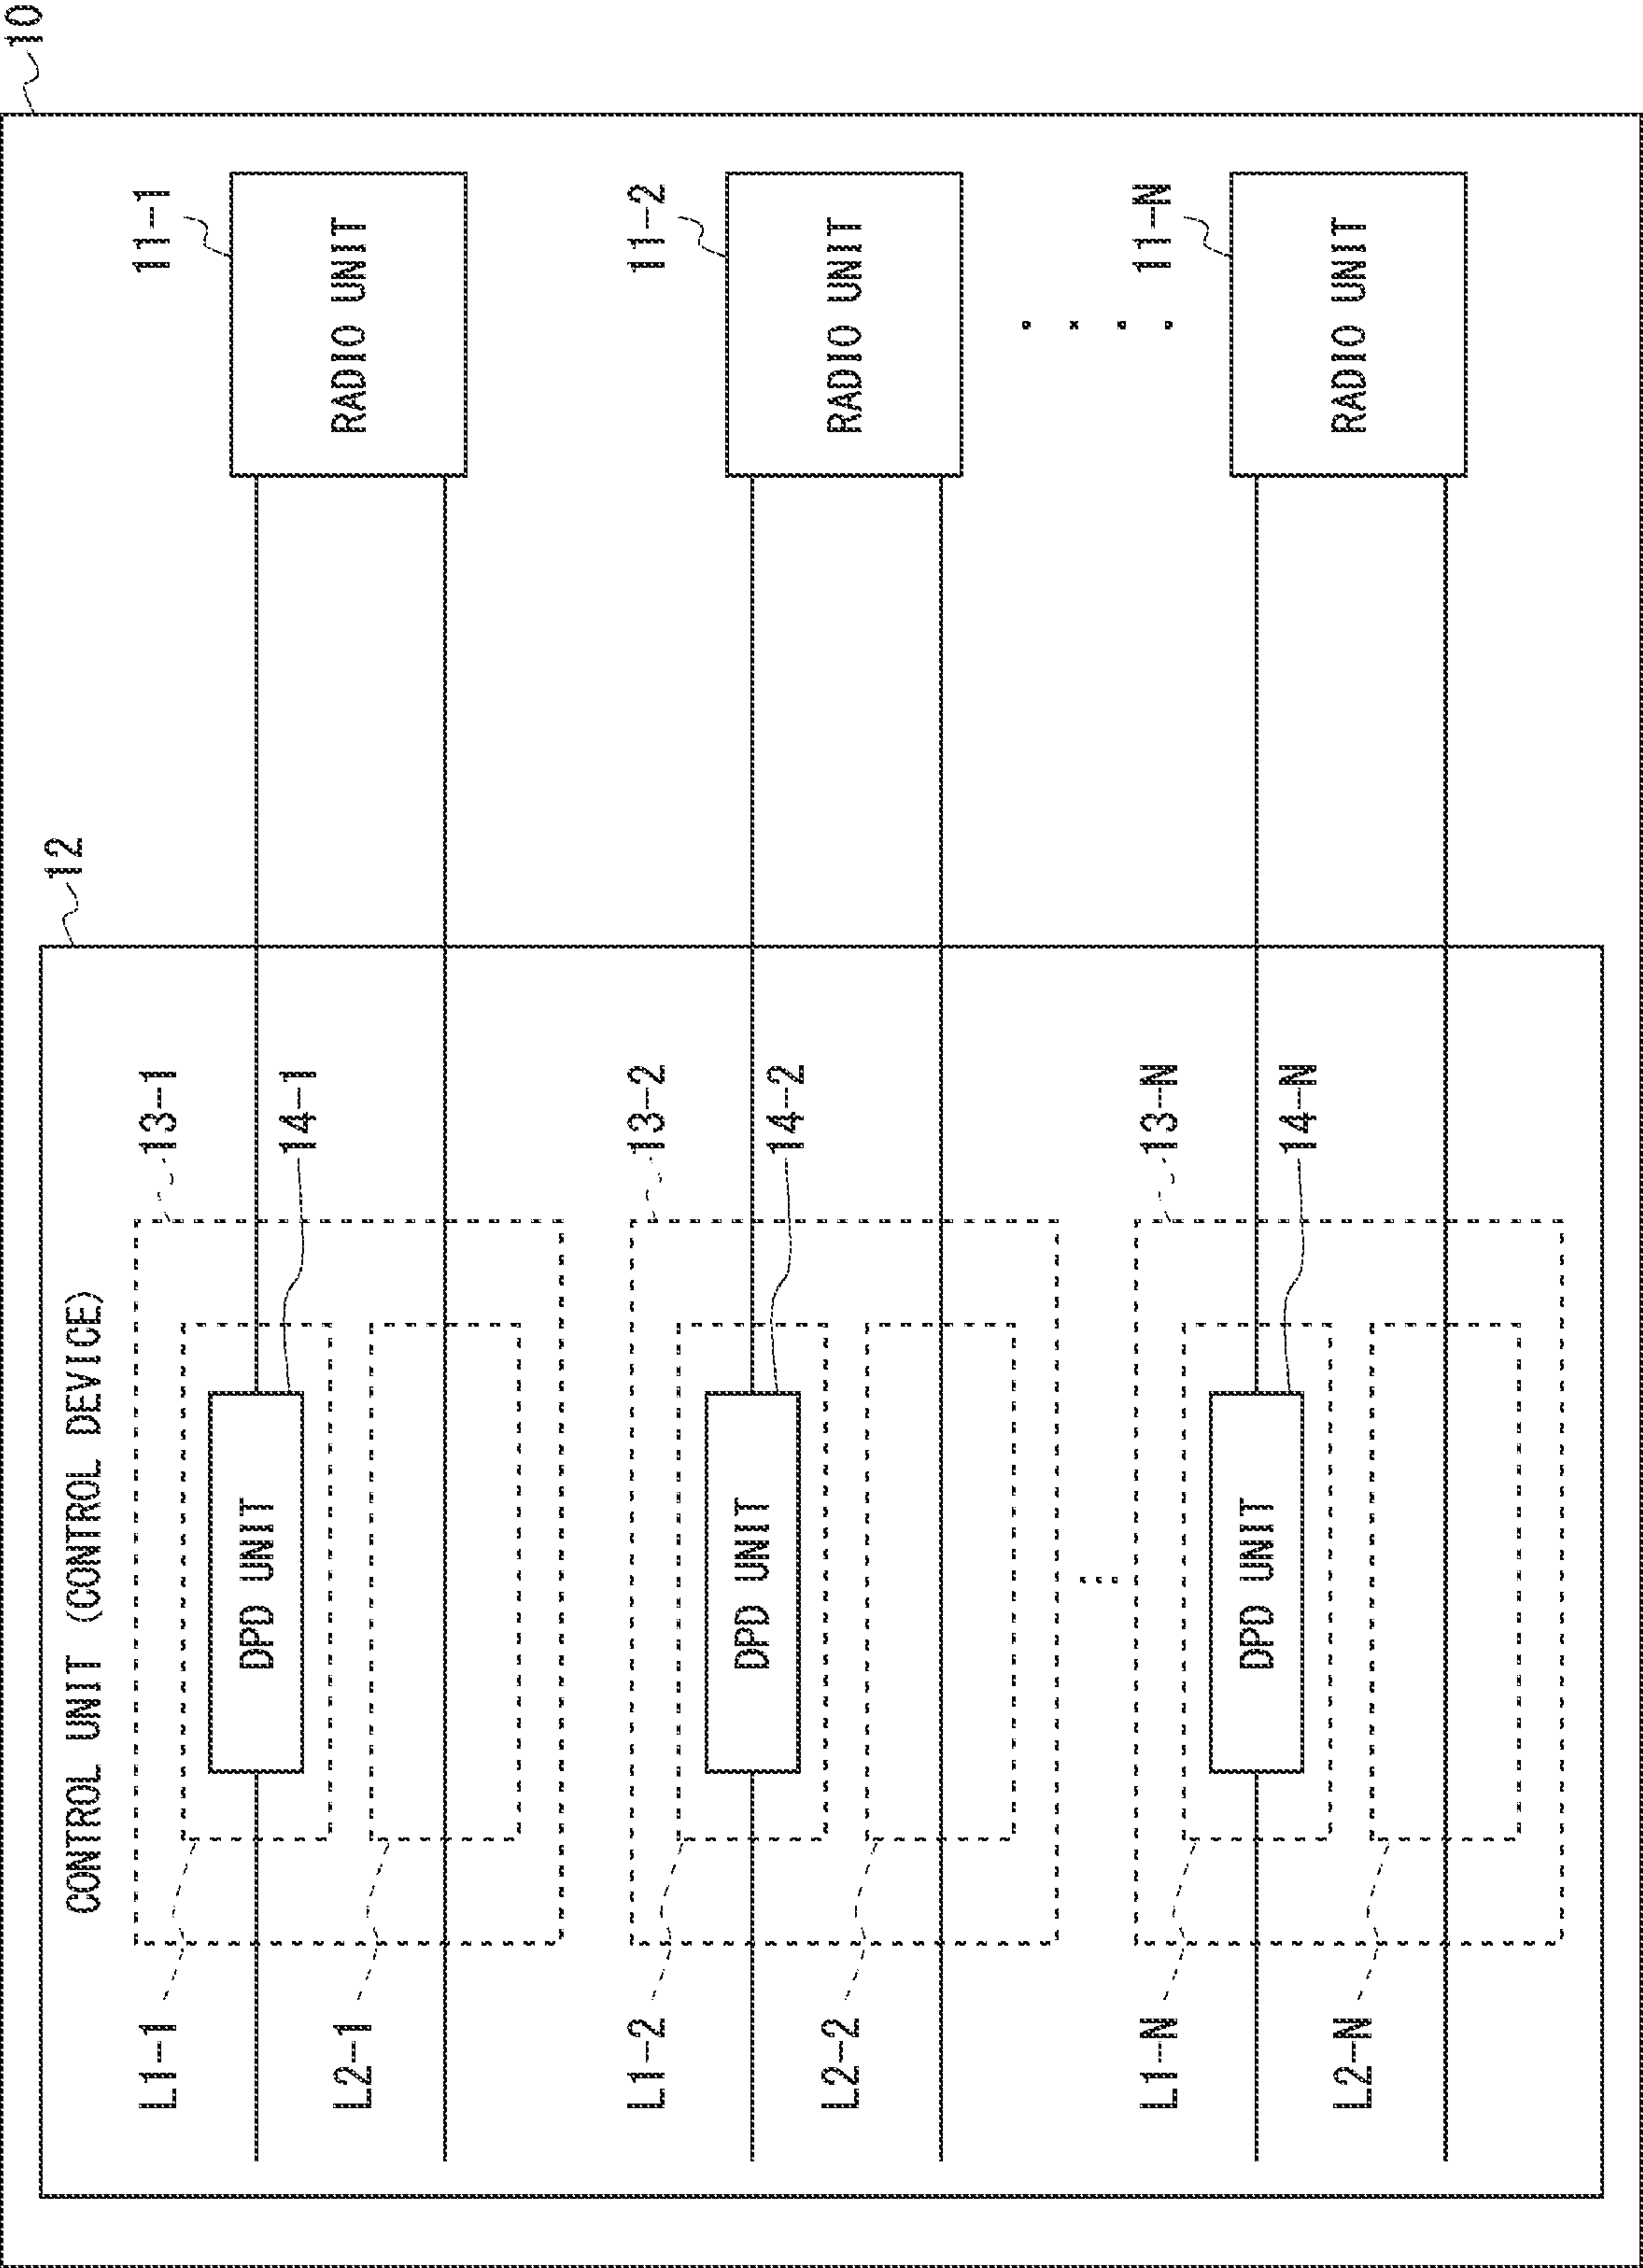 10
12
CONTROL UNIT (CONTROL DEVICE)
13-1
11-1
L1-1
DPD UNIT
14-1
RADIO UNIT
L2-1
13-2
11-2
L1-2
DPD UNIT
14-2
RADIO UNIT
L2-2
13-N
11-N
L1-N
DPD UNIT
14-N
RADIO UNIT
L2-N